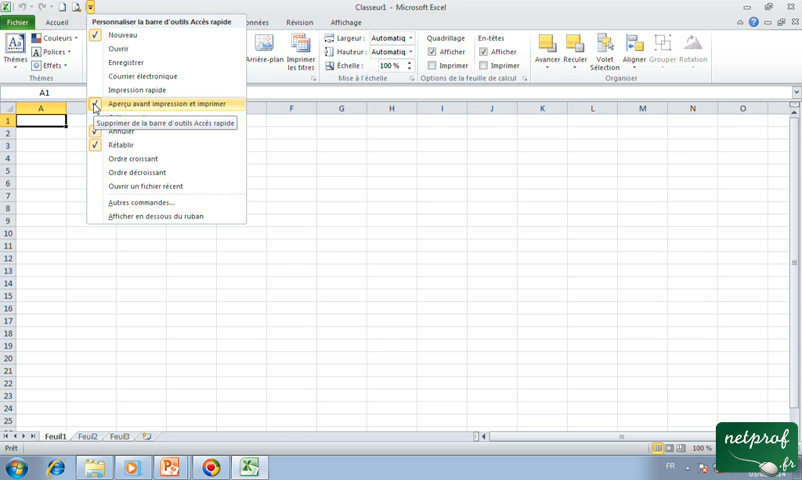 Classeur1 - Microsoft Excel
Fichier Accueil onnées Révision Affichage
Personnaliser la barre d'outils Accès rapide
Nouveau
Ouvrir
Enregistrer
Courrier électronique
Impression rapide
Aperçu avant impression et imprimer
Supprimer de la barre d'outils Accès rapide
Annuler
Rétablir
Ordre croissant
Ordre décroissant
Ouvrir un fichier récent
Autres commandes...
Afficher en dessous du ruban
Thèmes
Couleurs
Polices
Effets
Thèmes
Arrière-plan
Imprimer les titres
Largeur: Automatiq
Hauteur: Automatiq
Échelle: 100 %
Mise à l'échelle
Quadrillage
Afficher
Imprimer
En-têtes
Afficher
Imprimer
Options de la feuille de calcul
Avancer
Reculer
Volet Sélection
Aligner
Grouper
Rotation
Organiser
A1
A F G H I J K L M N O
1
2
3
4
5
6
7
8
9
10
11
12
13
14
15
16
17
18
19
20
21
22
23
24
25
Feuil1 Feuil2 Feuil3
Prêt
100 %
FR
netprof
.fr